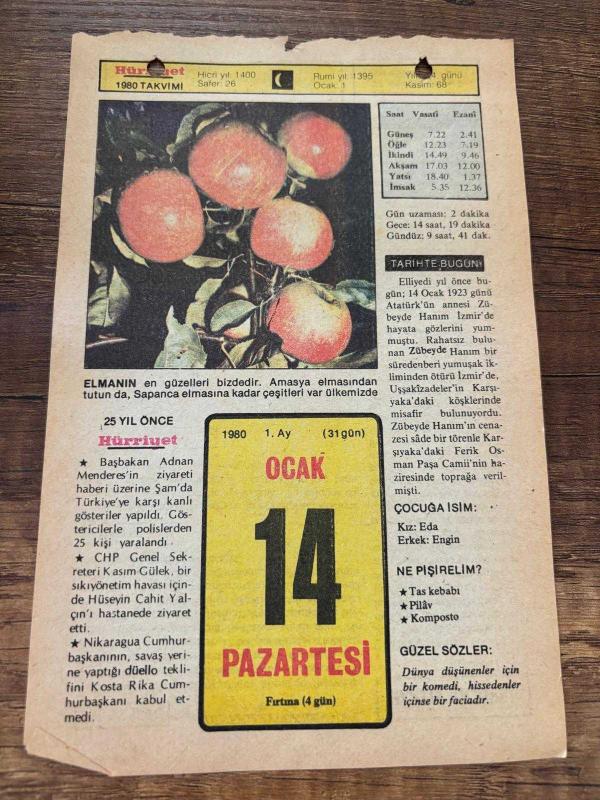 Hürriyet
1980 TAKVİMİ
Hicri yıl: 1400
Safer: 26
Rumi yıl: 1395
Ocak: 1
günü
Kasım: 68
Saat Vasati Ezani
Güneş 7.22 2.41
Öğle 12.23 7.19
İkindi 14.49 9.46
Akşam 17.03 12.00
Yatsı 18.40 1.37
İmsak 5.35 12.36
Gün uzaması: 2 dakika
Gece: 14 saat, 19 dakika
Gündüz: 9 saat, 41 dak.
TARİHTE BUGÜN
Elliyedi yıl önce bu-
gün; 14 Ocak 1923 günü
Atatürk'ün annesi Zü-
beyde Hanım İzmir'de
hayata gözlerini yum-
muştu. Rahatsız bulu-
nan Zübeyde Hanım bir
süredenberi yumuşak ik-
liminden ötürü İzmir'de,
Uşşakîzadeler'in Karşı-
yaka'daki köşklerinde
misafir bulunuyordu.
Zübeyde Hanım'ın cena-
zesi sâde bir törenle Kar-
şıyaka'daki Ferik Os-
man Paşa Camii'nin ha-
ziresinde toprağa veril-
mişti.
ÇOCUĞA İSİM:
Kız: Eda
Erkek: Engin
NE PİŞİRELİM?
★ Tas kebabı
★ Pilâv
★ Komposto
GÜZEL SÖZLER:
Dünya düşünenler için
bir komedi, hissedenler
içinse bir faciadır.
ELMANIN en güzelleri bizdedir. Amasya elmasından
tutun da, Sapanca elmasına kadar çeşitleri var ülkemizde
25 YIL ÖNCE
Hürriyet
★ Başbakan Adnan
Menderes'in ziyareti
haberi üzerine Şam'da
Türkiye'ye karşı kanlı
gösteriler yapıldı. Gös-
tericilerle polislerden
25 kişi yaralandı.
★ CHP Genel Sek-
reteri Kasım Gülek, bir
sıkıyönetim havası için-
de Hüseyin Cahit Yal-
çın'ı hastanede ziyaret
etti.
★ Nikaragua Cumhur-
başkanının, savaş yeri-
ne yaptığı düello tekli-
fini Kosta Rika Cum-
hurbaşkanı kabul et-
medi.
1980 1. Ay (31 gün)
OCAK
14
PAZARTESİ
Fırtına (4 gün)